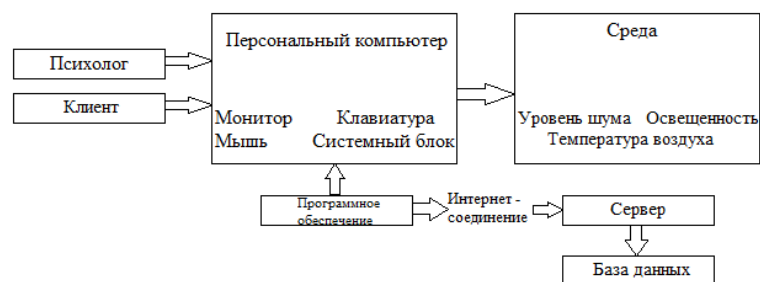 Персональный компьютер
Среда
Психолог
Клиент
Монитор Клавиатура
Мышь Системный блок
Уровень шума Освещенность
Температура воздуха
Программное
обеспечение
Интернет -
соединение
Сервер
База данных